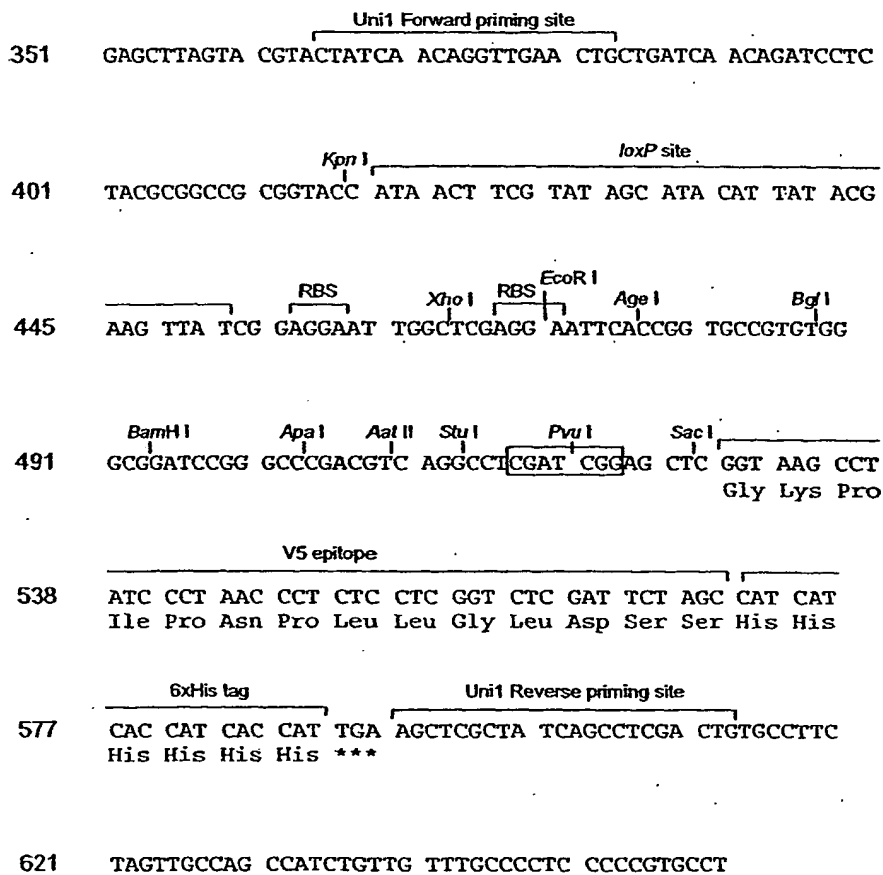 Uni1 Forward priming site
351 GAGCTTAGTA CGTACTATCA ACAGGTTGAA CTGCTGATCA ACAGATCCTC
Kpn I loxP site
401 TACGCGGCCG CGGTACC ATA ACT TCG TAT AGC ATA CAT TAT ACG
RBS Xho I RBS EcoR I Age I Bgl I
445 AAG TTA TCG GAGGAAT TGGCTCGAGG AATTCACCGG TGCCGTGTGG
BamH I Apa I Aat II Stu I Pvu I Sac I
491 GCGGATCCGG GCCCGACGTC AGGCCTCGAT CGGAG CTC GGT AAG CCT
Gly Lys Pro
V5 epitope
538 ATC CCT AAC CCT CTC CTC GGT CTC GAT TCT AGC CAT CAT
Ile Pro Asn Pro Leu Leu Gly Leu Asp Ser Ser His His
6xHis tag Uni1 Reverse priming site
577 CAC CAT CAC CAT TGA AGCTCGCTA TCAGCCTCGA CTGTGCCTTC
His His His His ***
621 TAGTTGCCAG CCATCTGTTG TTTGCCCCTC CCCCGTGCCT